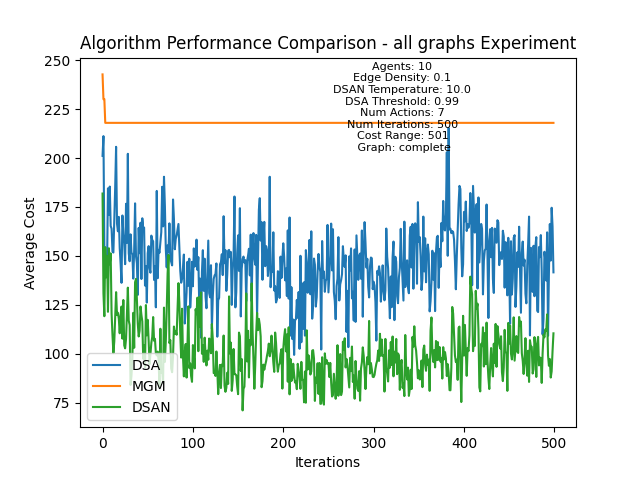 Algorithm Performance Comparison - all graphs Experiment
Agents: 10
Edge Density: 0.1
DSAN Temperature: 10.0
DSA Threshold: 0.99
Num Actions: 7
Num Iterations: 500
Cost Range: 501
Graph: complete
250
225
200
175
150
125
100
75
Average Cost
DSA
MGM
DSAN
0
100
200
300
400
500
Iterations